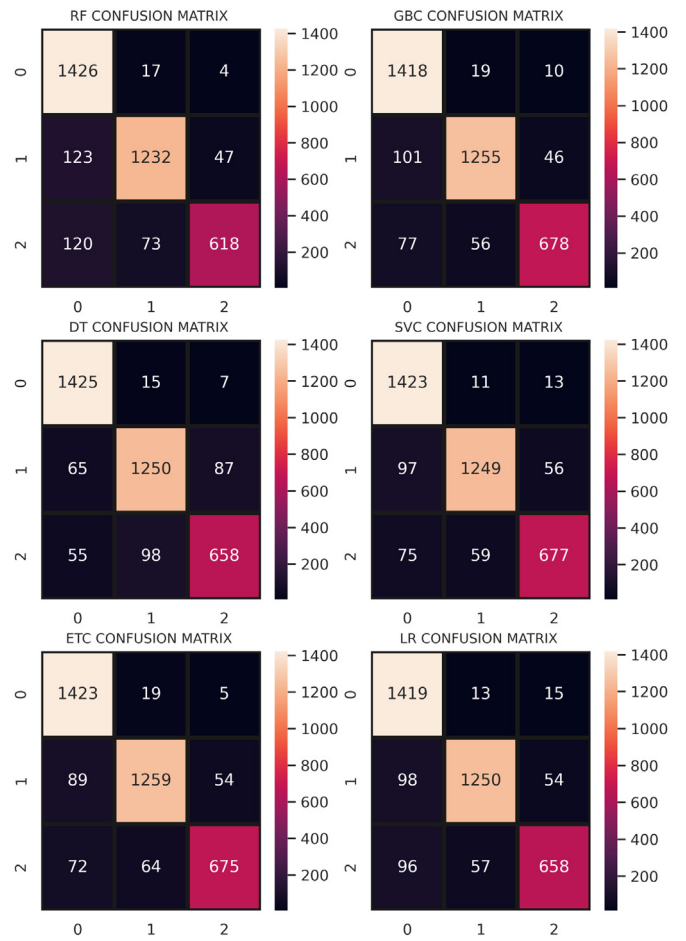 RF CONFUSION MATRIX
0 1426 17 4
1 123 1232 47
2 120 73 618
0 1 2
1400
1200
1000
800
600
400
200
GBC CONFUSION MATRIX
0 1418 19 10
1 101 1255 46
2 77 56 678
0 1 2
1400
1200
1000
800
600
400
200
DT CONFUSION MATRIX
0 1425 15 7
1 65 1250 87
2 55 98 658
0 1 2
1400
1200
1000
800
600
400
200
SVC CONFUSION MATRIX
0 1423 11 13
1 97 1249 56
2 75 59 677
0 1 2
1400
1200
1000
800
600
400
200
ETC CONFUSION MATRIX
0 1423 19 5
1 89 1259 54
2 72 64 675
0 1 2
1400
1200
1000
800
600
400
200
LR CONFUSION MATRIX
0 1419 13 15
1 98 1250 54
2 96 57 658
0 1 2
1400
1200
1000
800
600
400
200